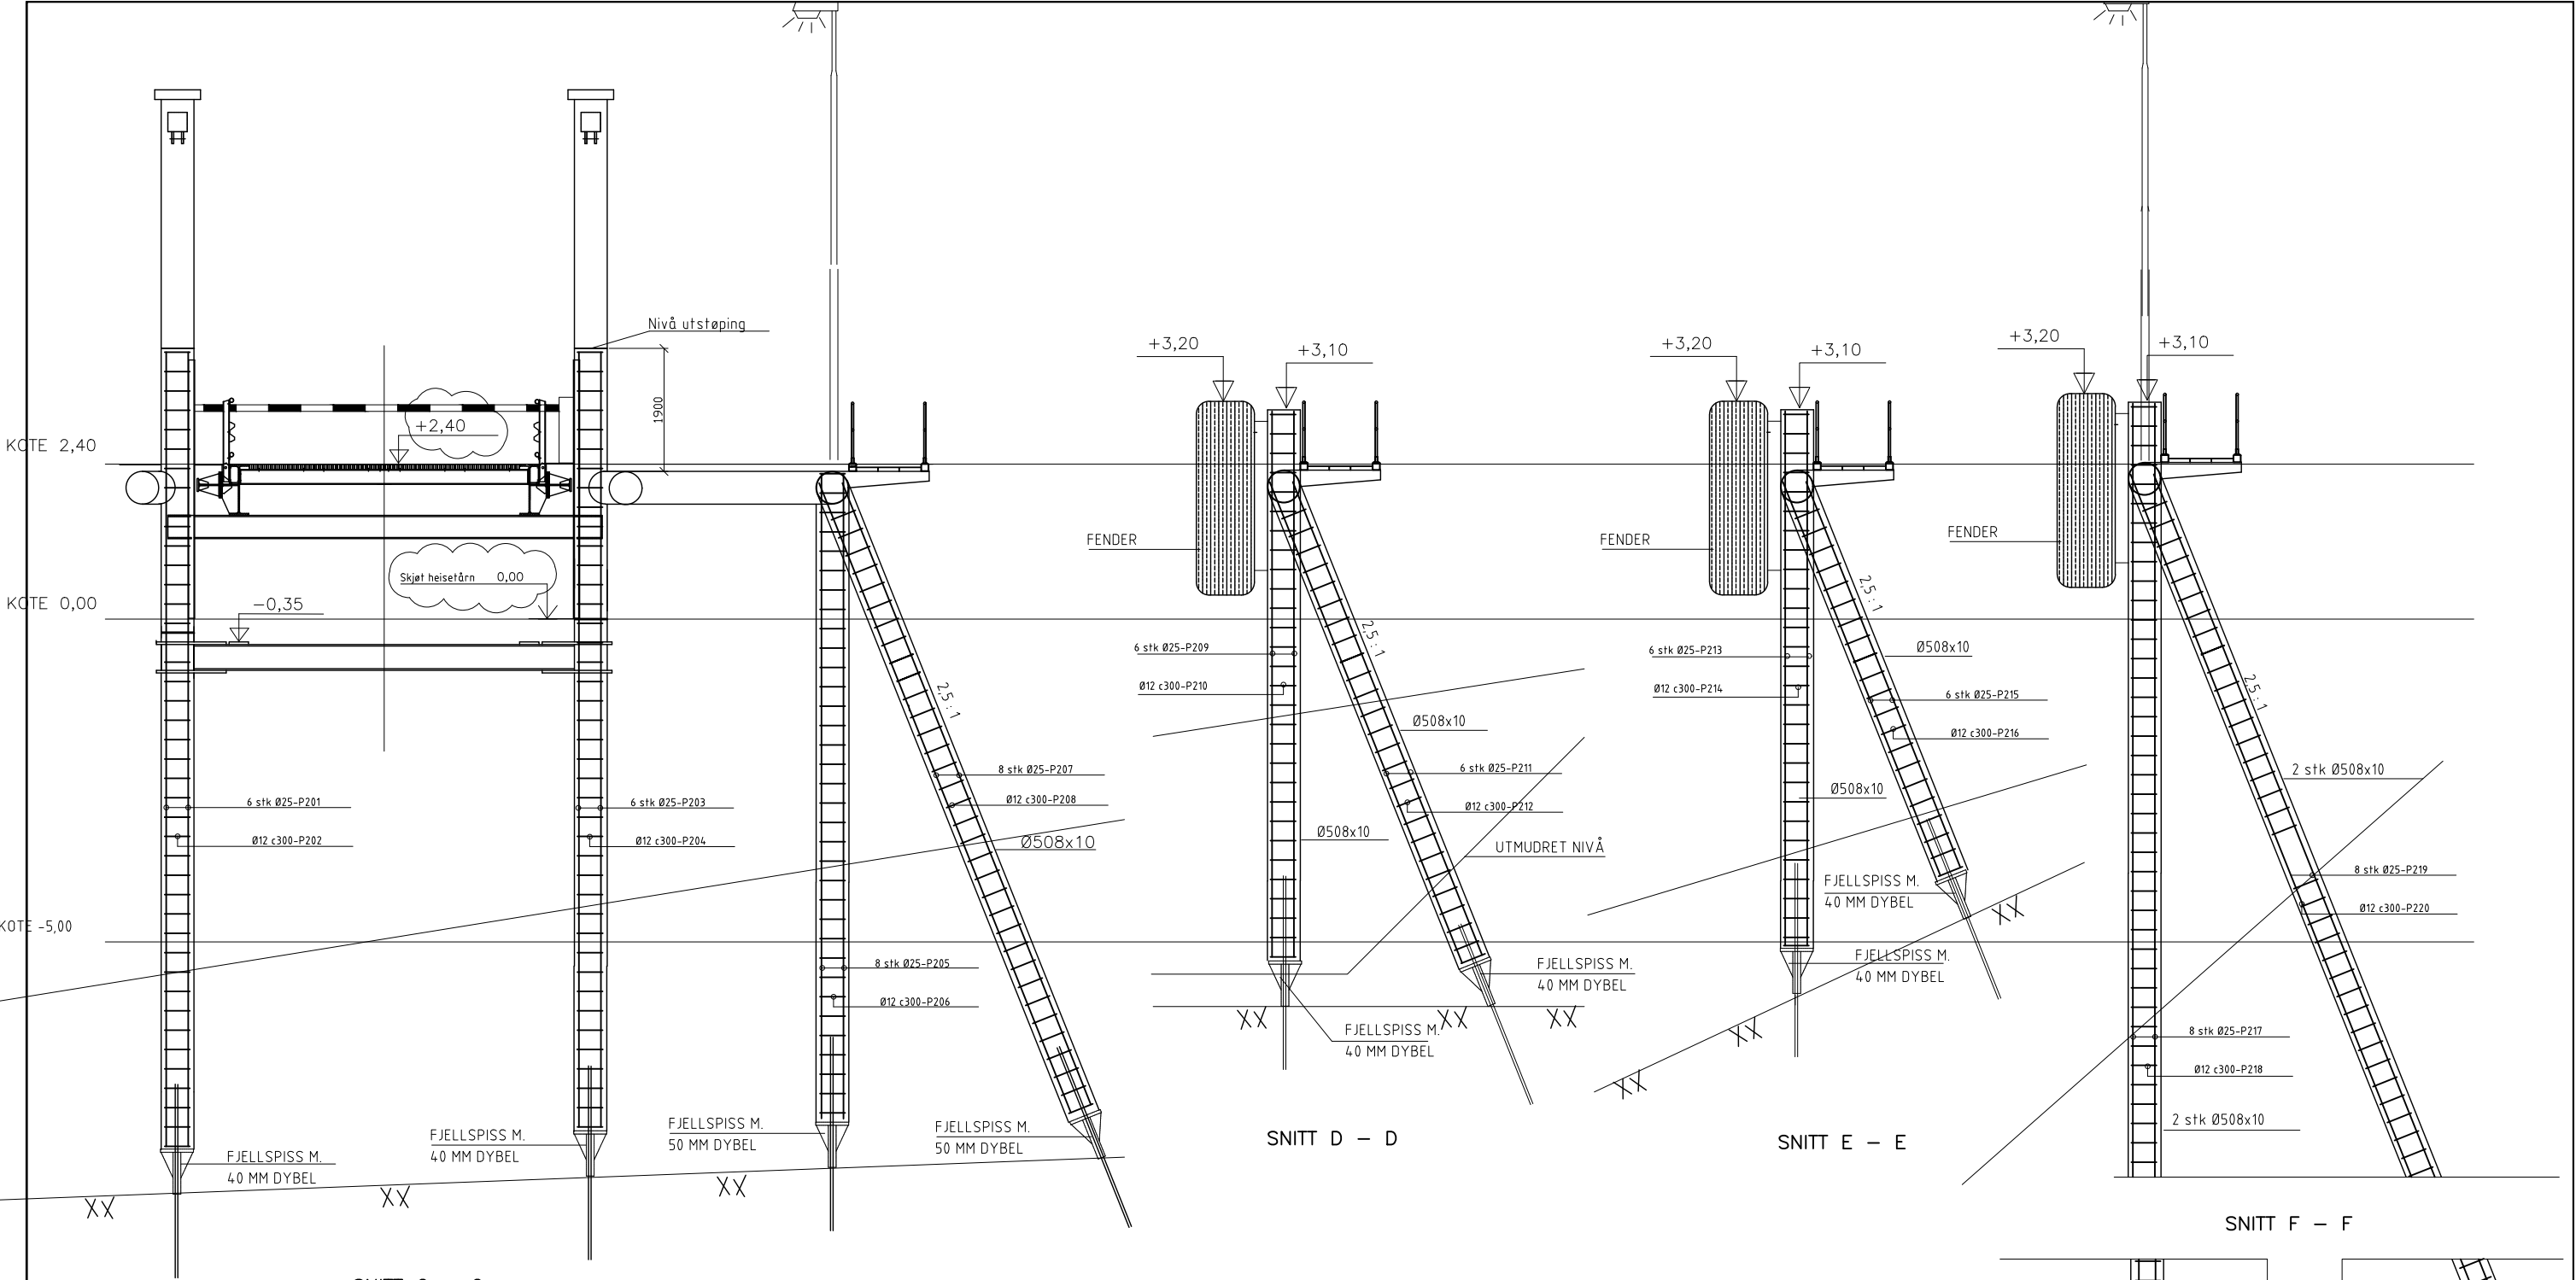 Nivå utstøping
1900
KOTE 2,40
+2,40
Skjøt heisetårn 0,00
KOTE 0,00
-0,35
KOTE -5,00
6 stk Ø25-P201
Ø12 c300-P202
6 stk Ø25-P203
Ø12 c300-P204
2,5 : 1
8 stk Ø25-P207
Ø12 c300-P208
Ø508x10
8 stk Ø25-P205
Ø12 c300-P206
FJELLSPISS M.
40 MM DYBEL
FJELLSPISS M.
40 MM DYBEL
FJELLSPISS M.
50 MM DYBEL
FJELLSPISS M.
50 MM DYBEL
XX
XX
XX
+3,20
+3,10
FENDER
2,5 : 1
6 stk Ø25-P209
Ø12 c300-P210
Ø508x10
6 stk Ø25-P211
Ø12 c300-P212
Ø508x10
UTMUDRET NIVÅ
FJELLSPISS M.
40 MM DYBEL
FJELLSPISS M.
40 MM DYBEL
XX
XX
XX
SNITT D - D
+3,20
+3,10
FENDER
2,5 : 1
6 stk Ø25-P213
Ø12 c300-P214
Ø508x10
6 stk Ø25-P215
Ø12 c300-P216
Ø508x10
FJELLSPISS M.
40 MM DYBEL
FJELLSPISS M.
40 MM DYBEL
XX
XX
XX
SNITT E - E
+3,20
+3,10
FENDER
2,5 : 1
2 stk Ø508x10
8 stk Ø25-P219
Ø12 c300-P220
8 stk Ø25-P217
Ø12 c300-P218
2 stk Ø508x10
SNITT F - F